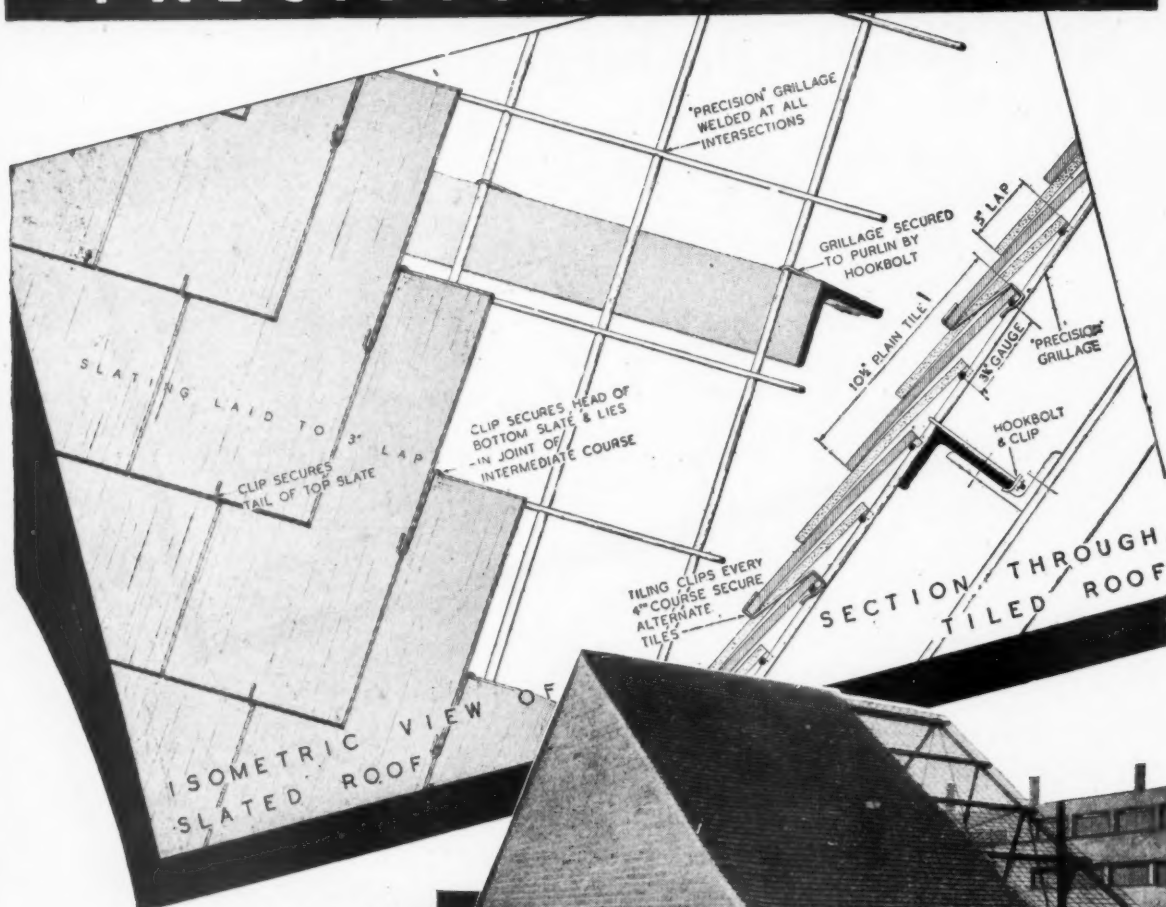 "PRECISION" GRILLAGE
WELDED AT ALL
INTERSECTIONS
GRILLAGE SECURED
TO PURLIN BY
HOOKBOLT
3" LAP
10½" PLAIN TILE
"PRECISION"
GRILLAGE
HOOKBOLT
& CLIP
SLATING LAID TO 3" LAP
CLIP SECURES HEAD OF
BOTTOM SLATE & LIES
IN JOINT OF
INTERMEDIATE COURSE
CLIP SECURES
TAIL OF TOP SLATE
TILING CLIPS EVERY
4TH COURSE SECURE
ALTERNATE
TILES
SECTION THROUGH
TILED ROOF
ISOMETRIC VIEW OF
SLATED ROOF